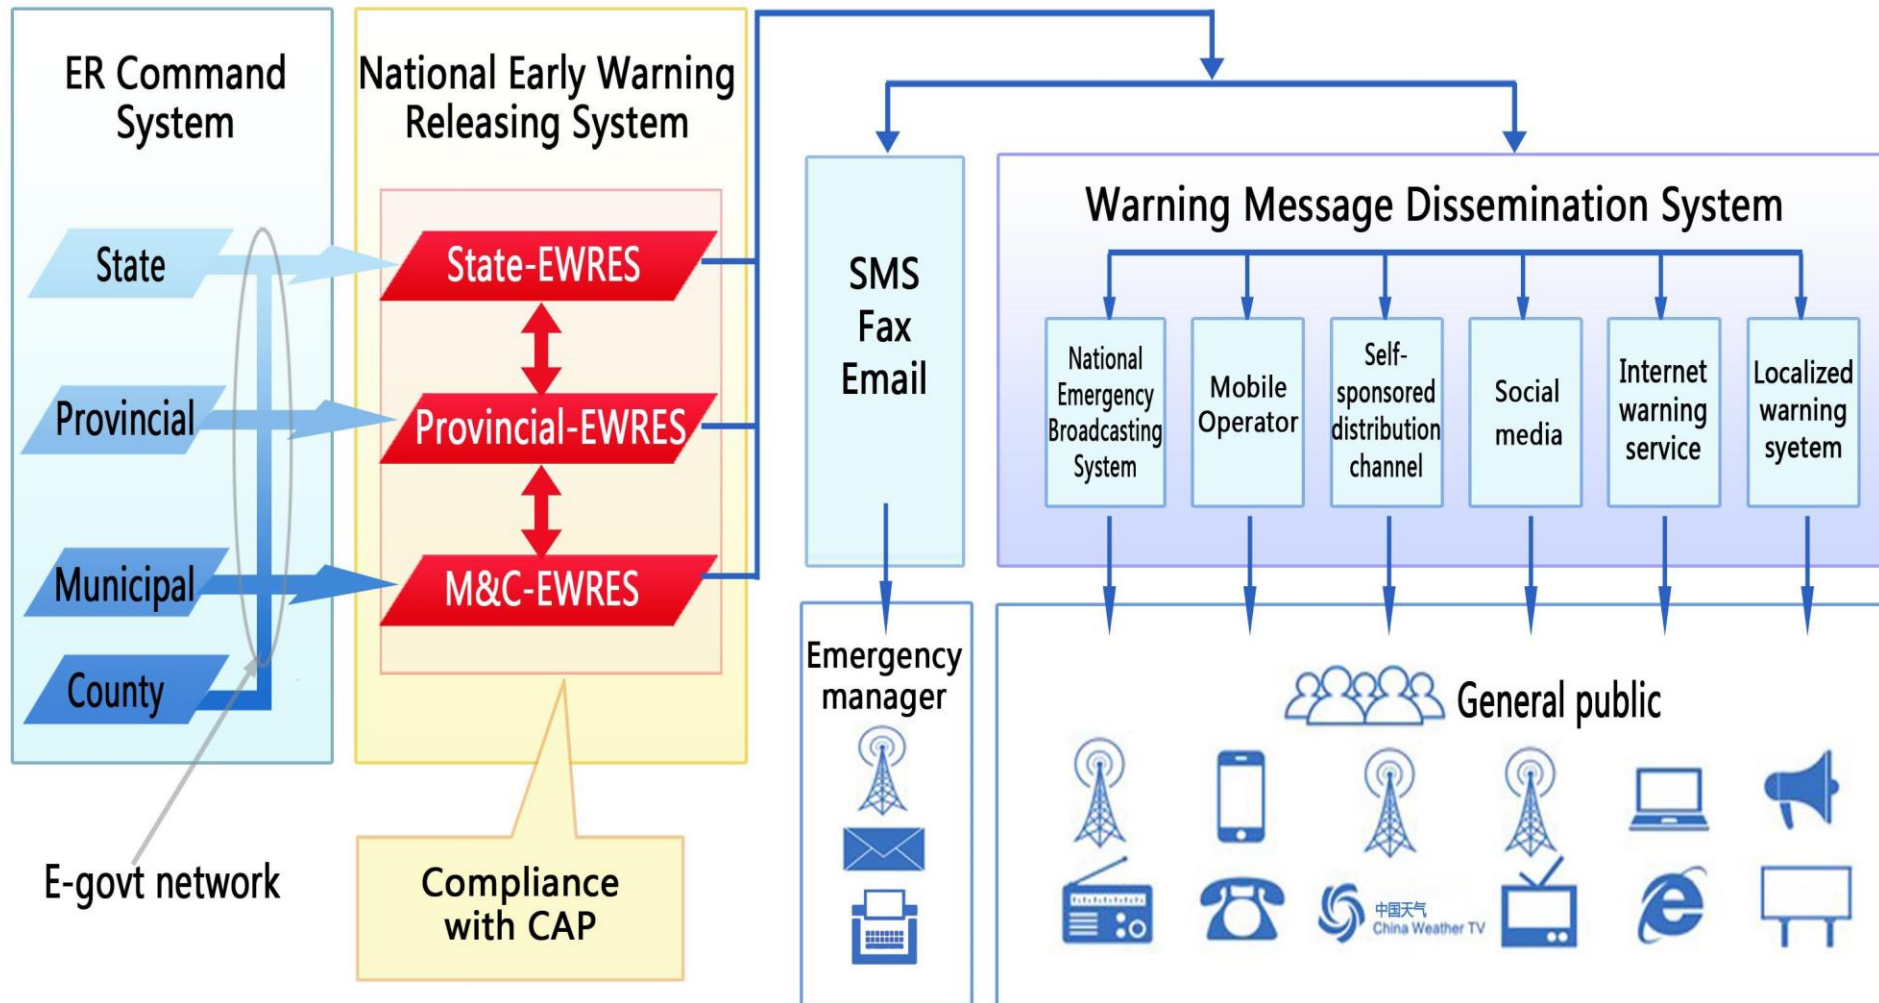 ER Command
System
State
Provincial
Municipal
County
E-govt network
National Early Warning
Releasing System
State-EWRES
Provincial-EWRES
M&C-EWRES
Compliance
with CAP
SMS
Fax
Email
Emergency
manager
Warning Message Dissemination System
National
Emergency
Broadcasting
System
Mobile
Operator
Self-
sponsored
distribution
channel
Social
media
Internet
warning
service
Localized
warning
syetem
General public
中国天气
China Weather TV